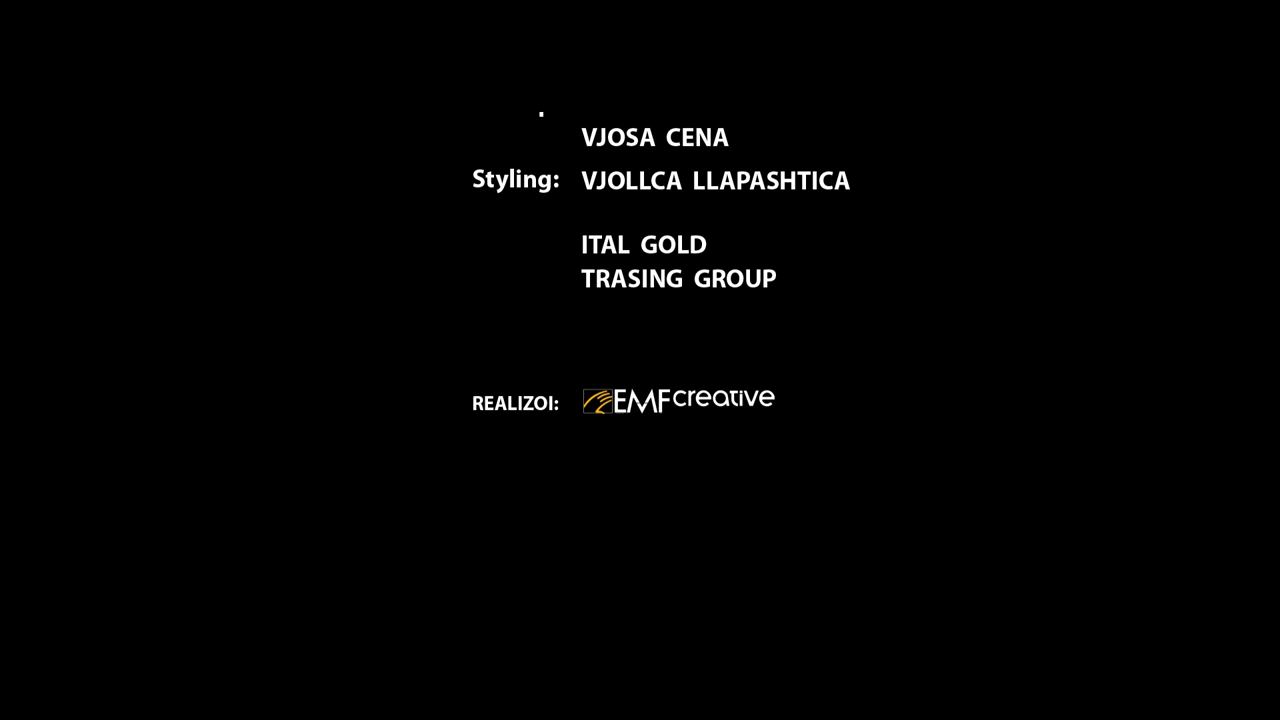 VJOSA CENA
Styling: VJOLLCA LLAPASHTICA
ITAL GOLD
TRASING GROUP
REALIZOI: EMFcreative